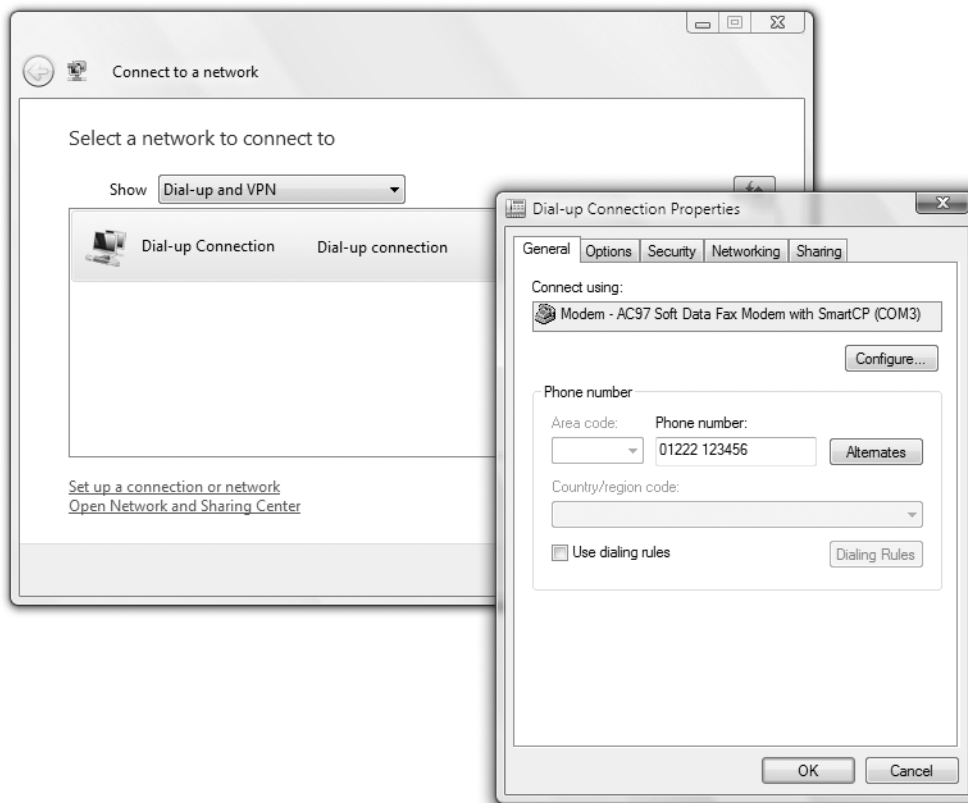 Connect to a network
Select a network to connect to
Show Dial-up and VPN
Dial-up Connection Dial-up connection
Set up a connection or network
Open Network and Sharing Center
Dial-up Connection Properties
General Options Security Networking Sharing
Connect using:
Modem - AC97 Soft Data Fax Modem with SmartCP (COM3)
Configure...
Phone number
Area code: Phone number:
01222 123456 Alternates
Country/region code:
Use dialing rules Dialing Rules
OK Cancel